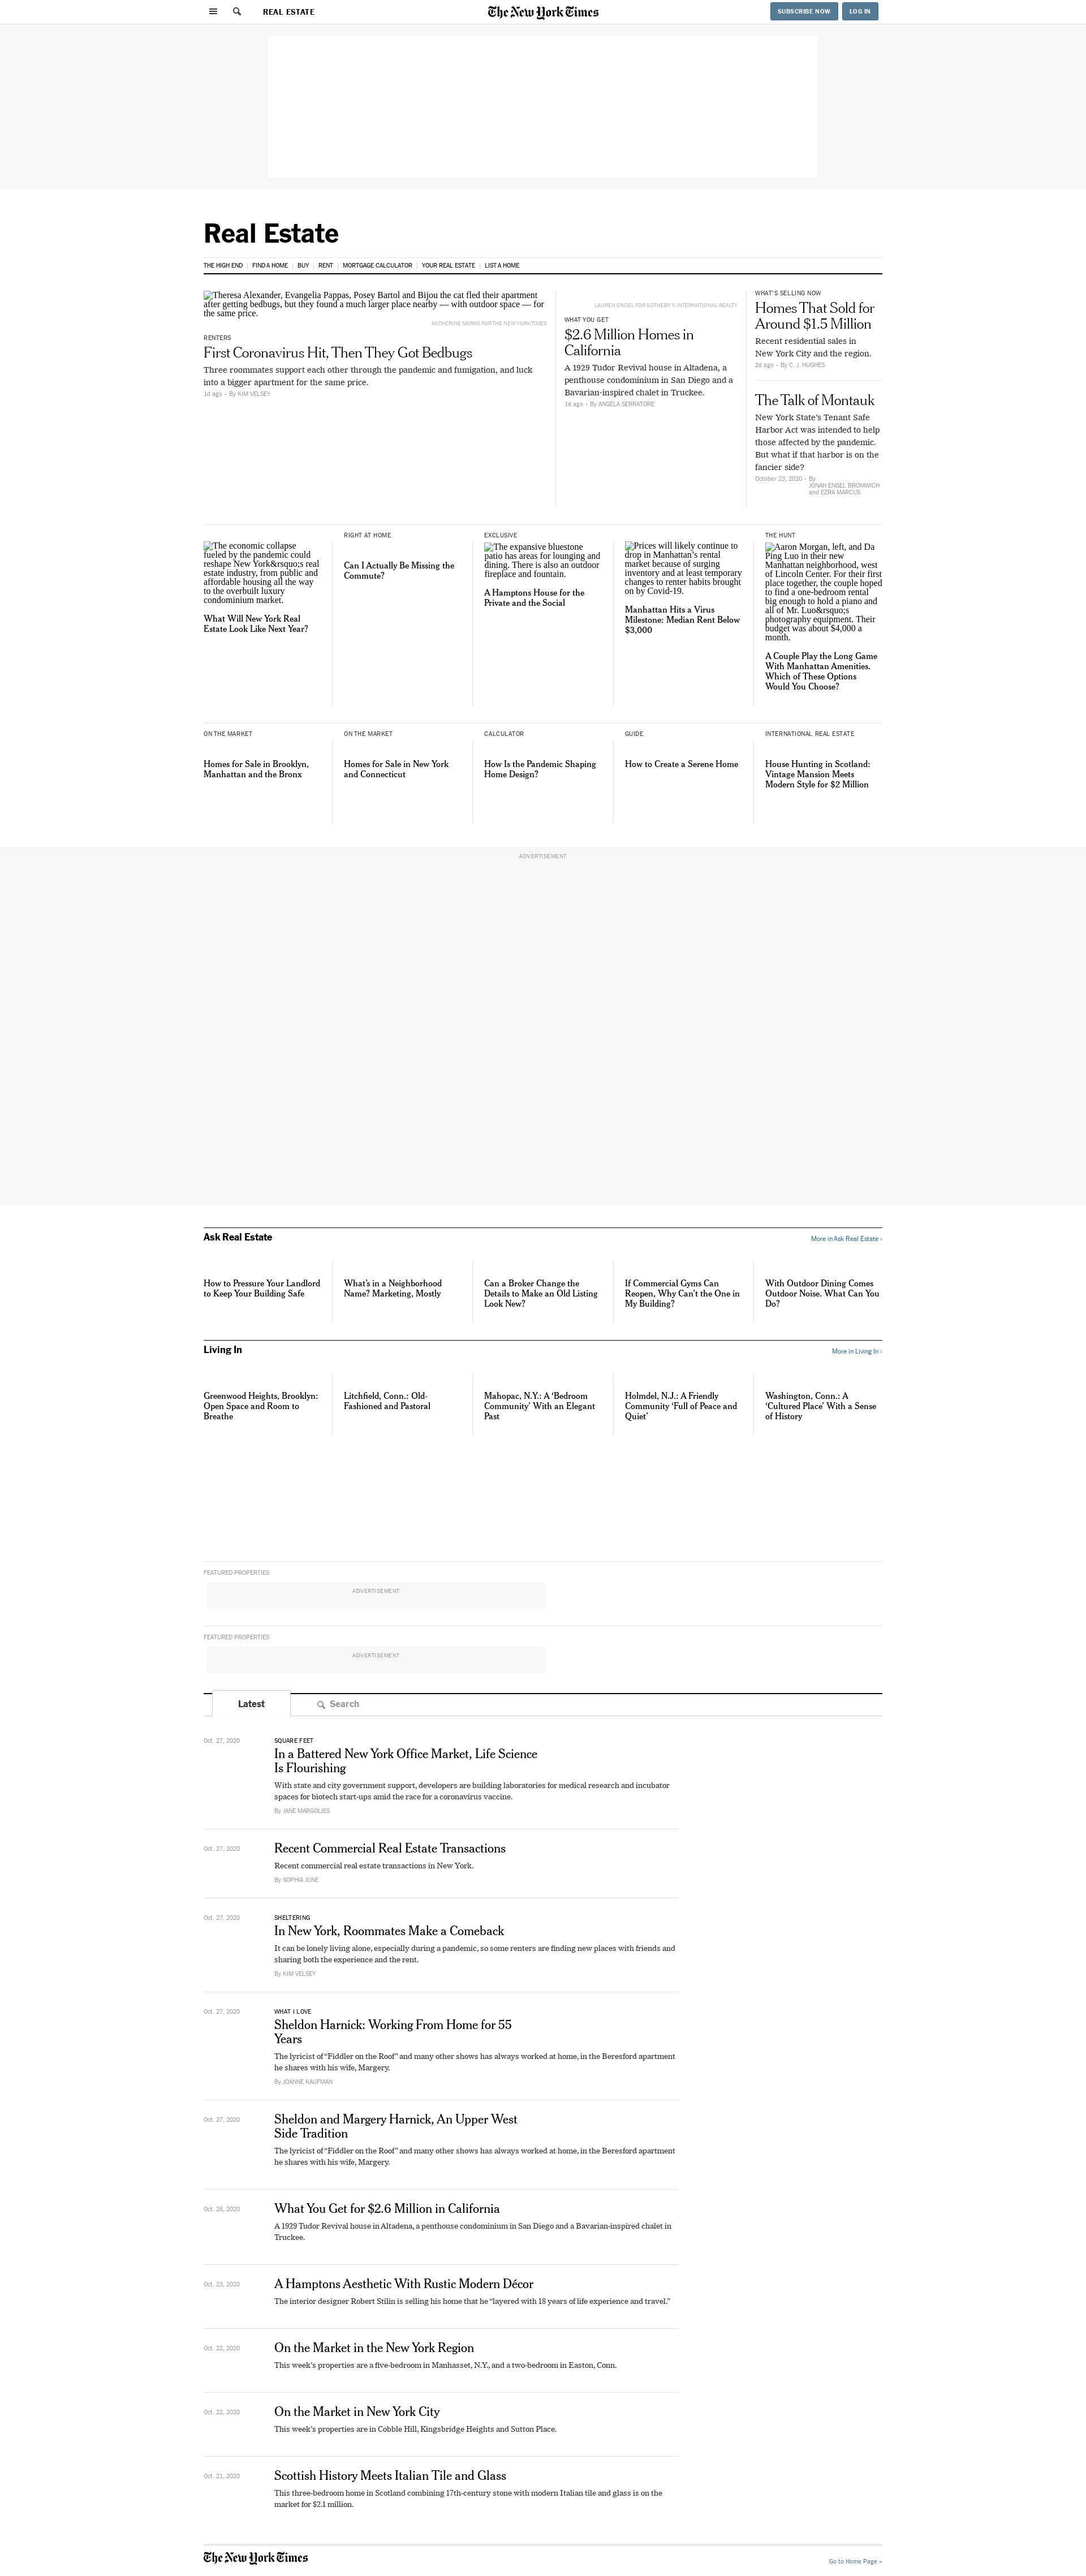 REAL ESTATE
The New York Times
SUBSCRIBE NOW
LOG IN
Real Estate
THE HIGH END
FIND A HOME
BUY
RENT
MORTGAGE CALCULATOR
YOUR REAL ESTATE
LIST A HOME
Theresa Alexander, Evangelia Pappas, Posey Bartol and Bijou the cat fled their apartment
after getting bedbugs, but they found a much larger place nearby — with outdoor space — for
the same price.
KATHERINE MARKS FOR THE NEW YORK TIMES
RENTERS
First Coronavirus Hit, Then They Got Bedbugs
Three roommates support each other through the pandemic and fumigation, and luck
into a bigger apartment for the same price.
1d ago • By KIM VELSEY
LAUREN ENGEL FOR SOTHEBY'S INTERNATIONAL REALTY
WHAT YOU GET
$2.6 Million Homes in
California
A 1929 Tudor Revival house in Altadena, a
penthouse condominium in San Diego and a
Bavarian-inspired chalet in Truckee.
1d ago • By ANGELA SERRATORE
WHAT'S SELLING NOW
Homes That Sold for
Around $1.5 Million
Recent residential sales in
New York City and the region.
2d ago • By C. J. HUGHES
The Talk of Montauk
New York State's Tenant Safe
Harbor Act was intended to help
those affected by the pandemic.
But what if that harbor is on the
fancier side?
October 23, 2020 • By
JONAH ENGEL BROMWICH
and EZRA MARCUS
The economic collapse
fueled by the pandemic could
reshape New York&rsquo;s real
estate industry, from public and
affordable housing all the way
to the overbuilt luxury
condominium market.
What Will New York Real
Estate Look Like Next Year?
RIGHT AT HOME
Can I Actually Be Missing the
Commute?
EXCLUSIVE
The expansive bluestone
patio has areas for lounging and
dining. There is also an outdoor
fireplace and fountain.
A Hamptons House for the
Private and the Social
Prices will likely continue to
drop in Manhattan's rental
market because of surging
inventory and at least temporary
changes to renter habits brought
on by Covid-19.
Manhattan Hits a Virus
Milestone: Median Rent Below
$3,000
THE HUNT
Aaron Morgan, left, and Da
Ping Luo in their new
Manhattan neighborhood, west
of Lincoln Center. For their first
place together, the couple hoped
to find a one-bedroom rental
big enough to hold a piano and
all of Mr. Luo&rsquo;s
photography equipment. Their
budget was about $4,000 a
month.
A Couple Play the Long Game
With Manhattan Amenities.
Which of These Options
Would You Choose?
ON THE MARKET
Homes for Sale in Brooklyn,
Manhattan and the Bronx
ON THE MARKET
Homes for Sale in New York
and Connecticut
CALCULATOR
How Is the Pandemic Shaping
Home Design?
GUIDE
How to Create a Serene Home
INTERNATIONAL REAL ESTATE
House Hunting in Scotland:
Vintage Mansion Meets
Modern Style for $2 Million
ADVERTISEMENT
Ask Real Estate
More in Ask Real Estate ›
How to Pressure Your Landlord
to Keep Your Building Safe
What's in a Neighborhood
Name? Marketing, Mostly
Can a Broker Change the
Details to Make an Old Listing
Look New?
If Commercial Gyms Can
Reopen, Why Can't the One in
My Building?
With Outdoor Dining Comes
Outdoor Noise. What Can You
Do?
Living In
More in Living In ›
Greenwood Heights, Brooklyn:
Open Space and Room to
Breathe
Litchfield, Conn.: Old-
Fashioned and Pastoral
Mahopac, N.Y.: A ‘Bedroom
Community’ With an Elegant
Past
Holmdel, N.J.: A Friendly
Community ‘Full of Peace and
Quiet’
Washington, Conn.: A
‘Cultured Place’ With a Sense
of History
FEATURED PROPERTIES
ADVERTISEMENT
FEATURED PROPERTIES
ADVERTISEMENT
Latest
Search
Oct. 27, 2020
SQUARE FEET
In a Battered New York Office Market, Life Science
Is Flourishing
With state and city government support, developers are building laboratories for medical research and incubator
spaces for biotech start-ups amid the race for a coronavirus vaccine.
By JANE MARGOLIES
Oct. 27, 2020
Recent Commercial Real Estate Transactions
Recent commercial real estate transactions in New York.
By SOPHIA JUNE
Oct. 27, 2020
SHELTERING
In New York, Roommates Make a Comeback
It can be lonely living alone, especially during a pandemic, so some renters are finding new places with friends and
sharing both the experience and the rent.
By KIM VELSEY
Oct. 27, 2020
WHAT I LOVE
Sheldon Harnick: Working From Home for 55
Years
The lyricist of “Fiddler on the Roof” and many other shows has always worked at home, in the Beresford apartment
he shares with his wife, Margery.
By JOANNE KAUFMAN
Oct. 27, 2020
Sheldon and Margery Harnick, An Upper West
Side Tradition
The lyricist of “Fiddler on the Roof” and many other shows has always worked at home, in the Beresford apartment
he shares with his wife, Margery.
Oct. 26, 2020
What You Get for $2.6 Million in California
A 1929 Tudor Revival house in Altadena, a penthouse condominium in San Diego and a Bavarian-inspired chalet in
Truckee.
Oct. 23, 2020
A Hamptons Aesthetic With Rustic Modern Décor
The interior designer Robert Stilin is selling his home that he “layered with 18 years of life experience and travel.”
Oct. 22, 2020
On the Market in the New York Region
This week's properties are a five-bedroom in Manhasset, N.Y., and a two-bedroom in Easton, Conn.
Oct. 22, 2020
On the Market in New York City
This week's properties are in Cobble Hill, Kingsbridge Heights and Sutton Place.
Oct. 21, 2020
Scottish History Meets Italian Tile and Glass
This three-bedroom home in Scotland combining 17th-century stone with modern Italian tile and glass is on the
market for $2.1 million.
The New York Times
Go to Home Page »